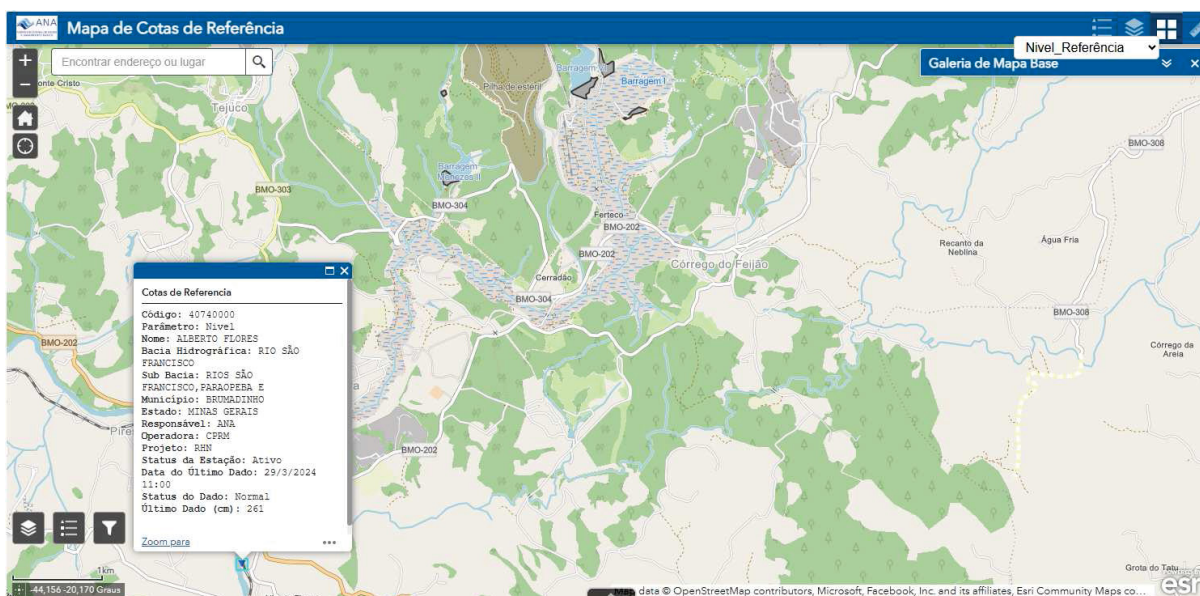 ANA
Mapa de Cotas de Referência
Nivel_Referência
Galeria de Mapa Base
+
Encontrar endereço ou lugar
−
onte Cristo
Tejuco
Pilha de estéril
Barragem
Barragem I
BMO-308
Barragem
Menezes II
BMO-303
BMO-304
Ferteco
BMO-202
BMO-202
Córrego do Feijão
Cerradão
BMO-304
Recanto da
Neblina
Água Fria
BMO-308
Córrego da
Areia
BMO-202
Pires
BMO-202
Cotas de Referencia
Código: 40740000
Parâmetro: Nivel
Nome: ALBERTO FLORES
Bacia Hidrográfica: RIO SÃO
FRANCISCO
Sub Bacia: RIOS SÃO
FRANCISCO,PARAOPEBA E
Município: BRUMADINHO
Estado: MINAS GERAIS
Responsável: ANA
Operadora: CPRM
Projeto: RHN
Status da Estação: Ativo
Data do Último Dado: 29/3/2024
11:00
Status do Dado: Normal
Último Dado (cm): 261
Zoom para
•••
1km
-44,156 -20,170 Graus
Grota do Tatu
Map data © OpenStreetMap contributors, Microsoft, Facebook, Inc. and its affiliates, Esri Community Maps co...
esri